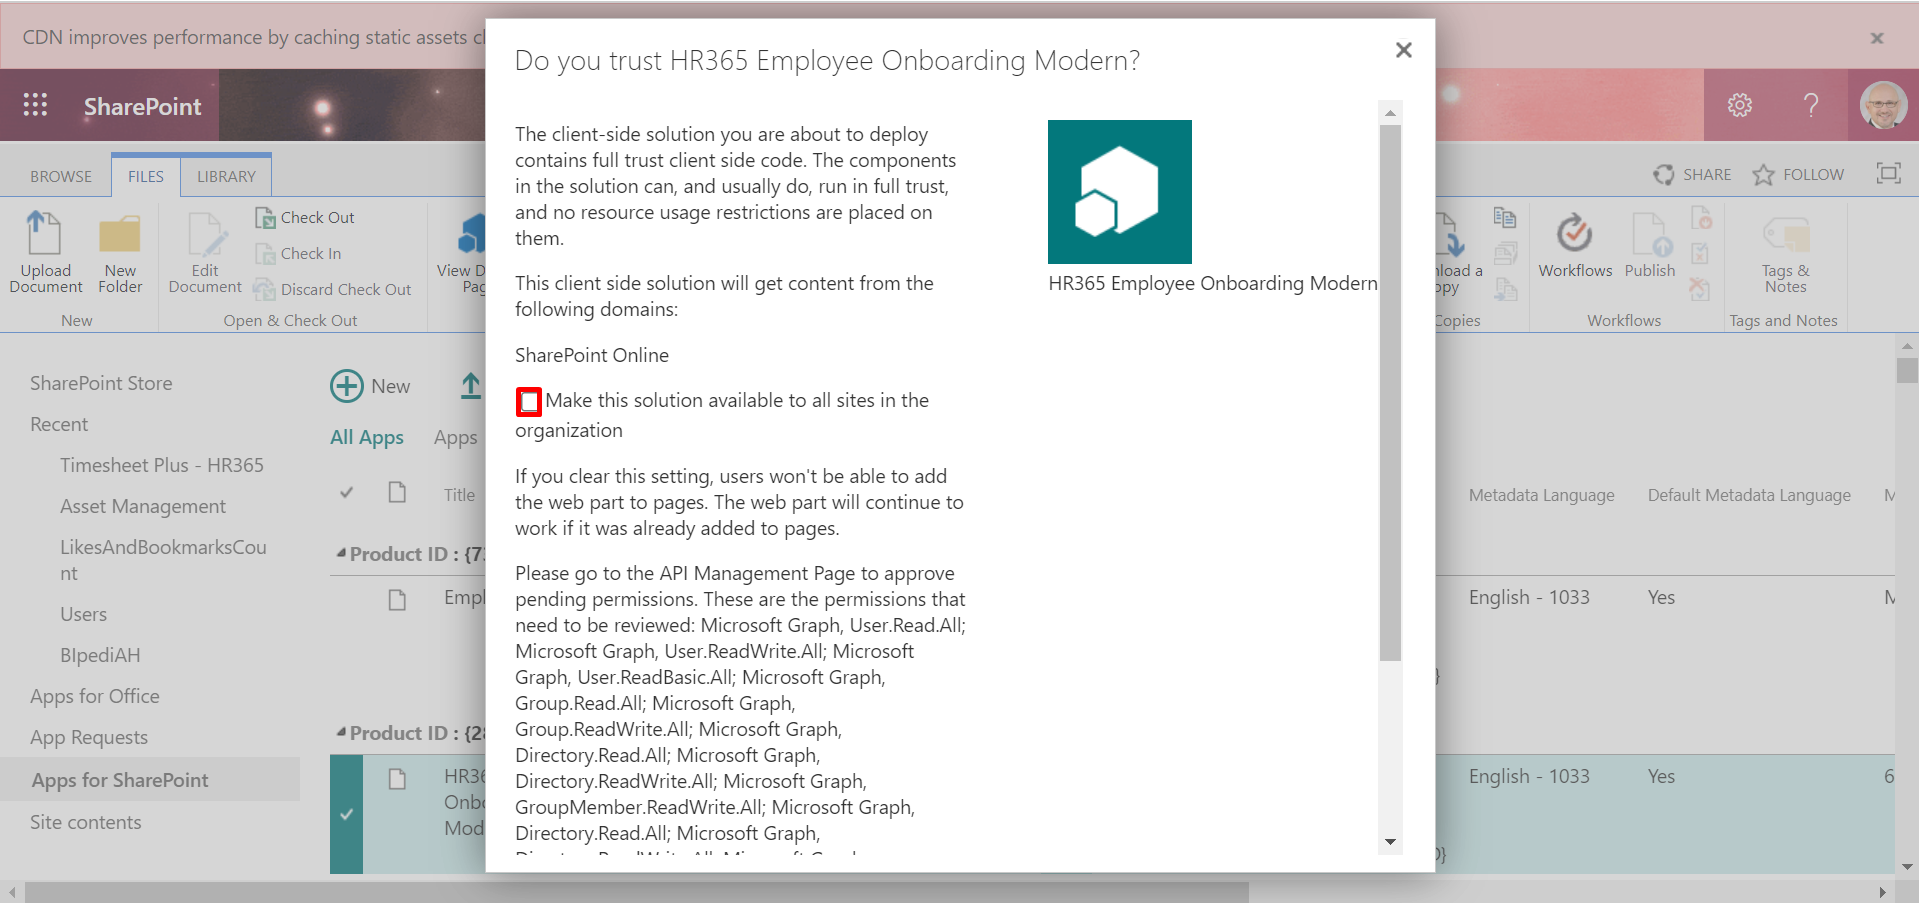 CDN improves performance by caching static assets cl
Do you trust HR365 Employee Onboarding Modern?
SharePoint
BROWSE
FILES
LIBRARY
SHARE
FOLLOW
Upload
Document
New
Folder
New
Edit
Document
Check Out
Check In
Discard Check Out
Open & Check Out
View D
Pag
nload a
opy
Copies
Workflows
Publish
Workflows
Tags &
Notes
Tags and Notes
SharePoint Store
Recent
Timesheet Plus - HR365
Asset Management
LikesAndBookmarksCou
nt
Users
BIpediAH
Apps for Office
App Requests
Apps for SharePoint
Site contents
New
All Apps
Apps
Title
Metadata Language
Default Metadata Language
M
Product ID : {73
Empl
English - 1033
Yes
M
}
Product ID : {28
HR36
Onbo
Mod
English - 1033
Yes
6
}
The client-side solution you are about to deploy
contains full trust client side code. The components
in the solution can, and usually do, run in full trust,
and no resource usage restrictions are placed on
them.
This client side solution will get content from the
following domains:
SharePoint Online
Make this solution available to all sites in the
organization
If you clear this setting, users won't be able to add
the web part to pages. The web part will continue to
work if it was already added to pages.
Please go to the API Management Page to approve
pending permissions. These are the permissions that
need to be reviewed: Microsoft Graph, User.Read.All;
Microsoft Graph, User.ReadWrite.All; Microsoft
Graph, User.ReadBasic.All; Microsoft Graph,
Group.Read.All; Microsoft Graph,
Group.ReadWrite.All; Microsoft Graph,
Directory.Read.All; Microsoft Graph,
Directory.ReadWrite.All; Microsoft Graph,
GroupMember.ReadWrite.All; Microsoft Graph,
Directory.Read.All; Microsoft Graph,
HR365 Employee Onboarding Modern